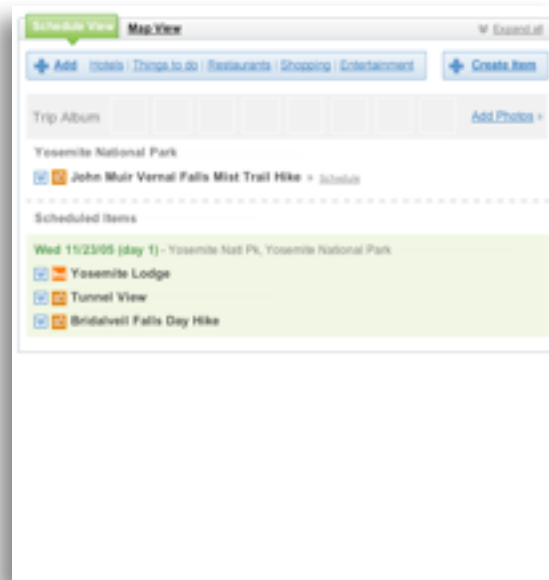 Schedule View Map View Expand all
Add Hotels | Things to do | Restaurants | Shopping | Entertainment Create Item
Trip Album Add Photos »
Yosemite National Park
John Muir Vernal Falls Mist Trail Hike » Schedule
Scheduled Items
Wed 11/23/05 (day 1) - Yosemite Natl Pk, Yosemite National Park
Yosemite Lodge
Tunnel View
Bridalveil Falls Day Hike